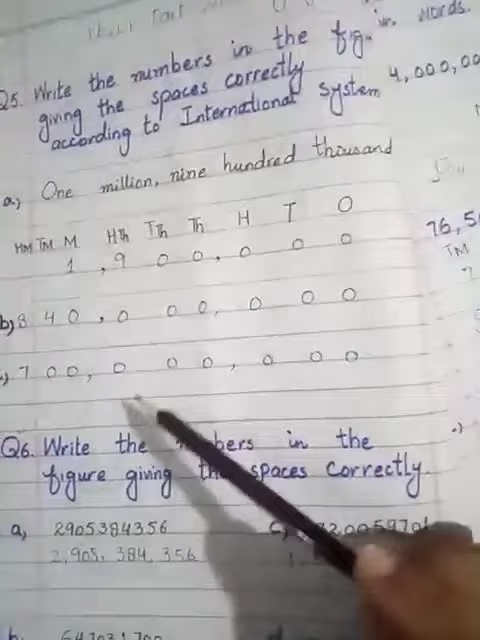 words.
Q5. Write the numbers in the fig. in
giving the spaces correctly
according to International system
4,000,00
a) One million, nine hundred thousand
HM TM M HTh TTh Th H T O
1 , 9 0 0 , 0 0 0
76,5
TM
7
b) 8 4 0 , 0 0 0 , 0 0 0
) 7 0 0 , 0 0 0 , 0 0 0
Q6. Write the numbers in the
figure giving the spaces correctly.
a) 2905384356
2,905,384,356
c)